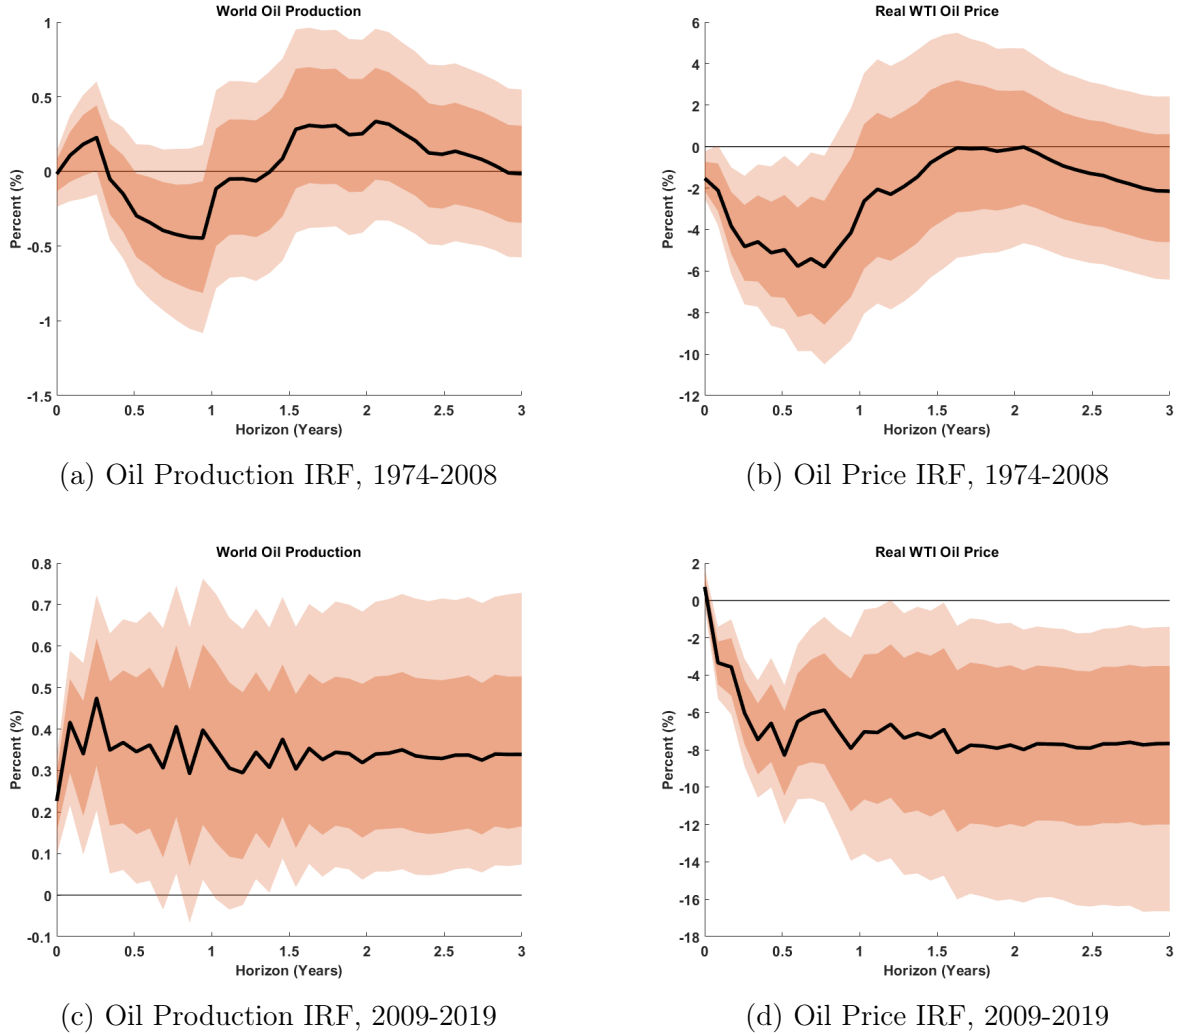 World Oil Production
Percent (%)
1
0.5
0
-0.5
-1
-1.5
0 0.5 1 1.5 2 2.5 3
Horizon (Years)
(a) Oil Production IRF, 1974-2008
Real WTI Oil Price
Percent (%)
6
4
2
0
-2
-4
-6
-8
-10
-12
0 0.5 1 1.5 2 2.5 3
Horizon (Years)
(b) Oil Price IRF, 1974-2008
World Oil Production
Percent (%)
0.8
0.7
0.6
0.5
0.4
0.3
0.2
0.1
0
-0.1
0 0.5 1 1.5 2 2.5 3
Horizon (Years)
(c) Oil Production IRF, 2009-2019
Real WTI Oil Price
Percent (%)
2
0
-2
-4
-6
-8
-10
-12
-14
-16
-18
0 0.5 1 1.5 2 2.5 3
Horizon (Years)
(d) Oil Price IRF, 2009-2019